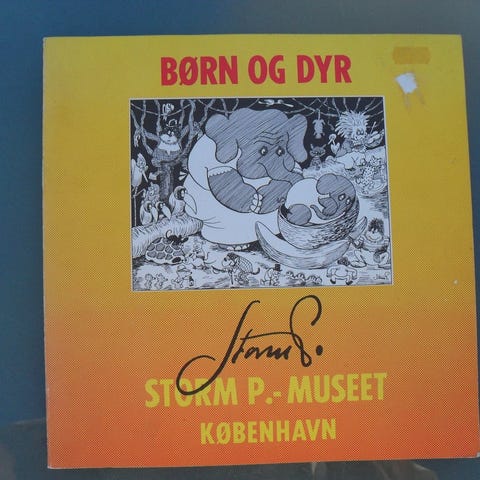 BØRN OG DYR
Storm P.
STORM P.-MUSEET
KØBENHAVN